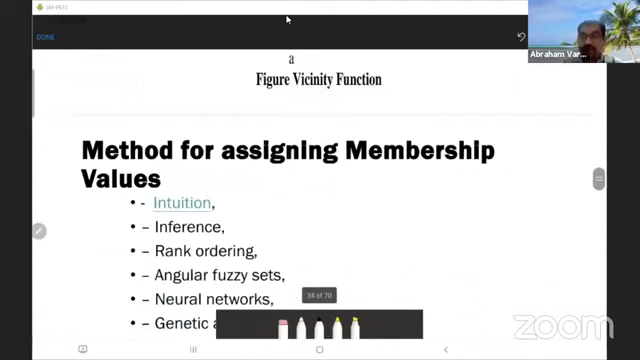 DONE
a
Figure Vicinity Function
Abraham Var...
Method for assigning Membership
Values
• - Intuition,
• – Inference,
• – Rank ordering,
• – Angular fuzzy sets,
• – Neural networks,
• – Genetic
38 of 70
zoom